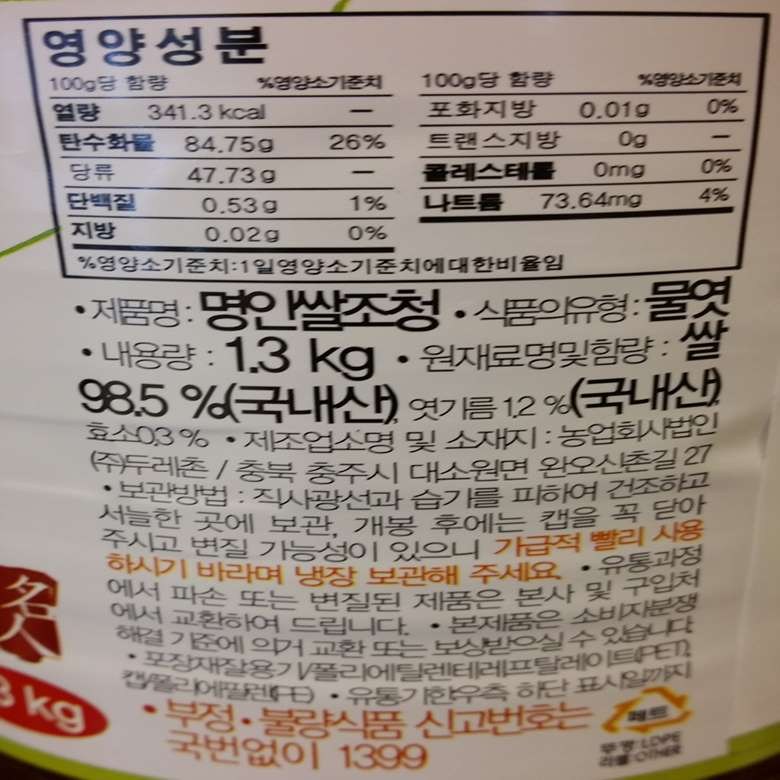 영양성분
100g당 함량 %영양소기준치 100g당 함량 %영양소기준치
열량 341.3 kcal — 포화지방 0.01g 0%
탄수화물 84.75g 26% 트랜스지방 0g —
당류 47.73g — 콜레스테롤 0mg 0%
단백질 0.53g 1% 나트륨 73.64mg 4%
지방 0.02g 0%
%영양소기준치:1일영양소기준치에대한비율임
•제품명: 명인쌀조청 •식품의유형: 물엿
•내용량: 1.3 kg •원재료명및함량: 쌀
98.5 %(국내산) 엿기름 1.2 %(국내산)
효소0.3% •제조업소명 및 소재지: 농업회사법인
(주)두레촌 / 충북 충주시 대소원면 완오신촌길 27
•보관방법: 직사광선과 습기를 피하여 건조하고
서늘한 곳에 보관, 개봉 후에는 캡을 꼭 닫아
주시고 변질 가능성이 있으니 가급적 빨리 사용
하시기 바라며 냉장 보관해 주세요. •유통과정
에서 파손 또는 변질된 제품은 본사 및 구입처
에서 교환하여 드립니다. •본제품은 소비자분쟁
해결 기준에 의거 교환 또는 보상받으실 수 있습니다
•포장재질용기/폴리에틸렌테레프탈레이트(PET),
캡/폴리에틸렌(PE) •유통기한우측 하단 표시일까지
•부정•불량식품 신고번호는
국번없이 1399
名人
3 kg
페트
뚜껑:LDPE
라벨:OTHER